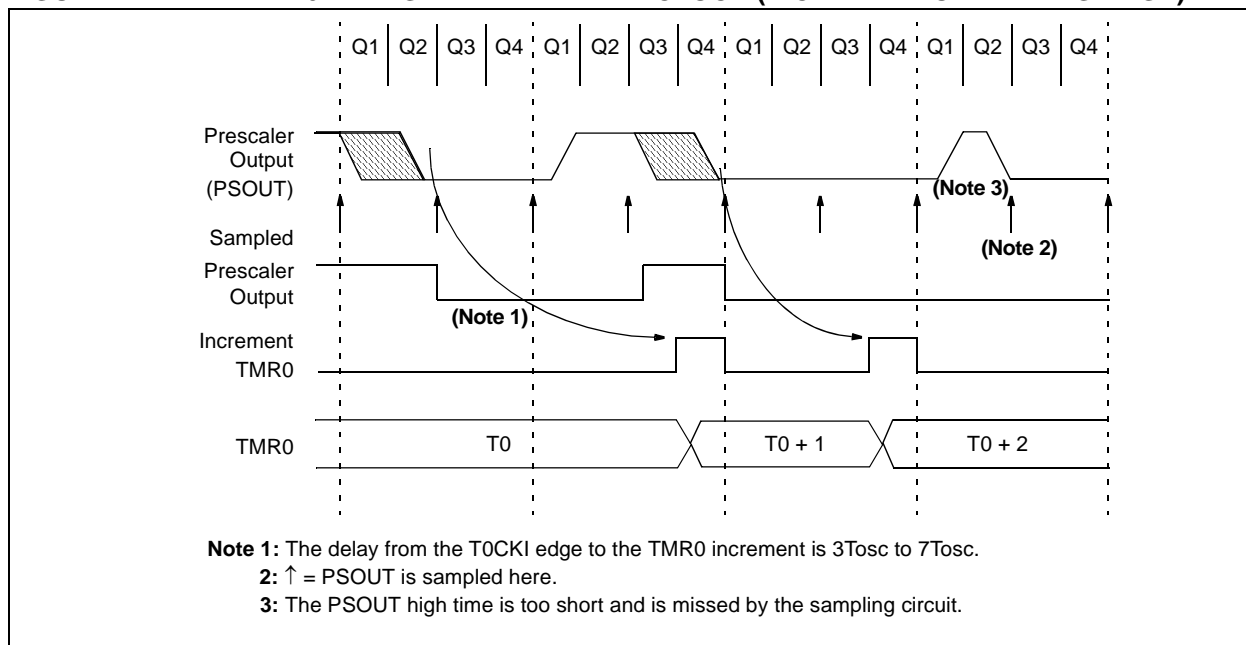 Q1 Q2 Q3 Q4 Q1 Q2 Q3 Q4 Q1 Q2 Q3 Q4 Q1 Q2 Q3 Q4
Prescaler
Output
(PSOUT)
(Note 3)
Sampled
(Note 2)
Prescaler
Output
(Note 1)
Increment
TMR0
TMR0
T0
T0 + 1
T0 + 2
Note 1: The delay from the T0CKI edge to the TMR0 increment is 3Tosc to 7Tosc.
2: ↑ = PSOUT is sampled here.
3: The PSOUT high time is too short and is missed by the sampling circuit.